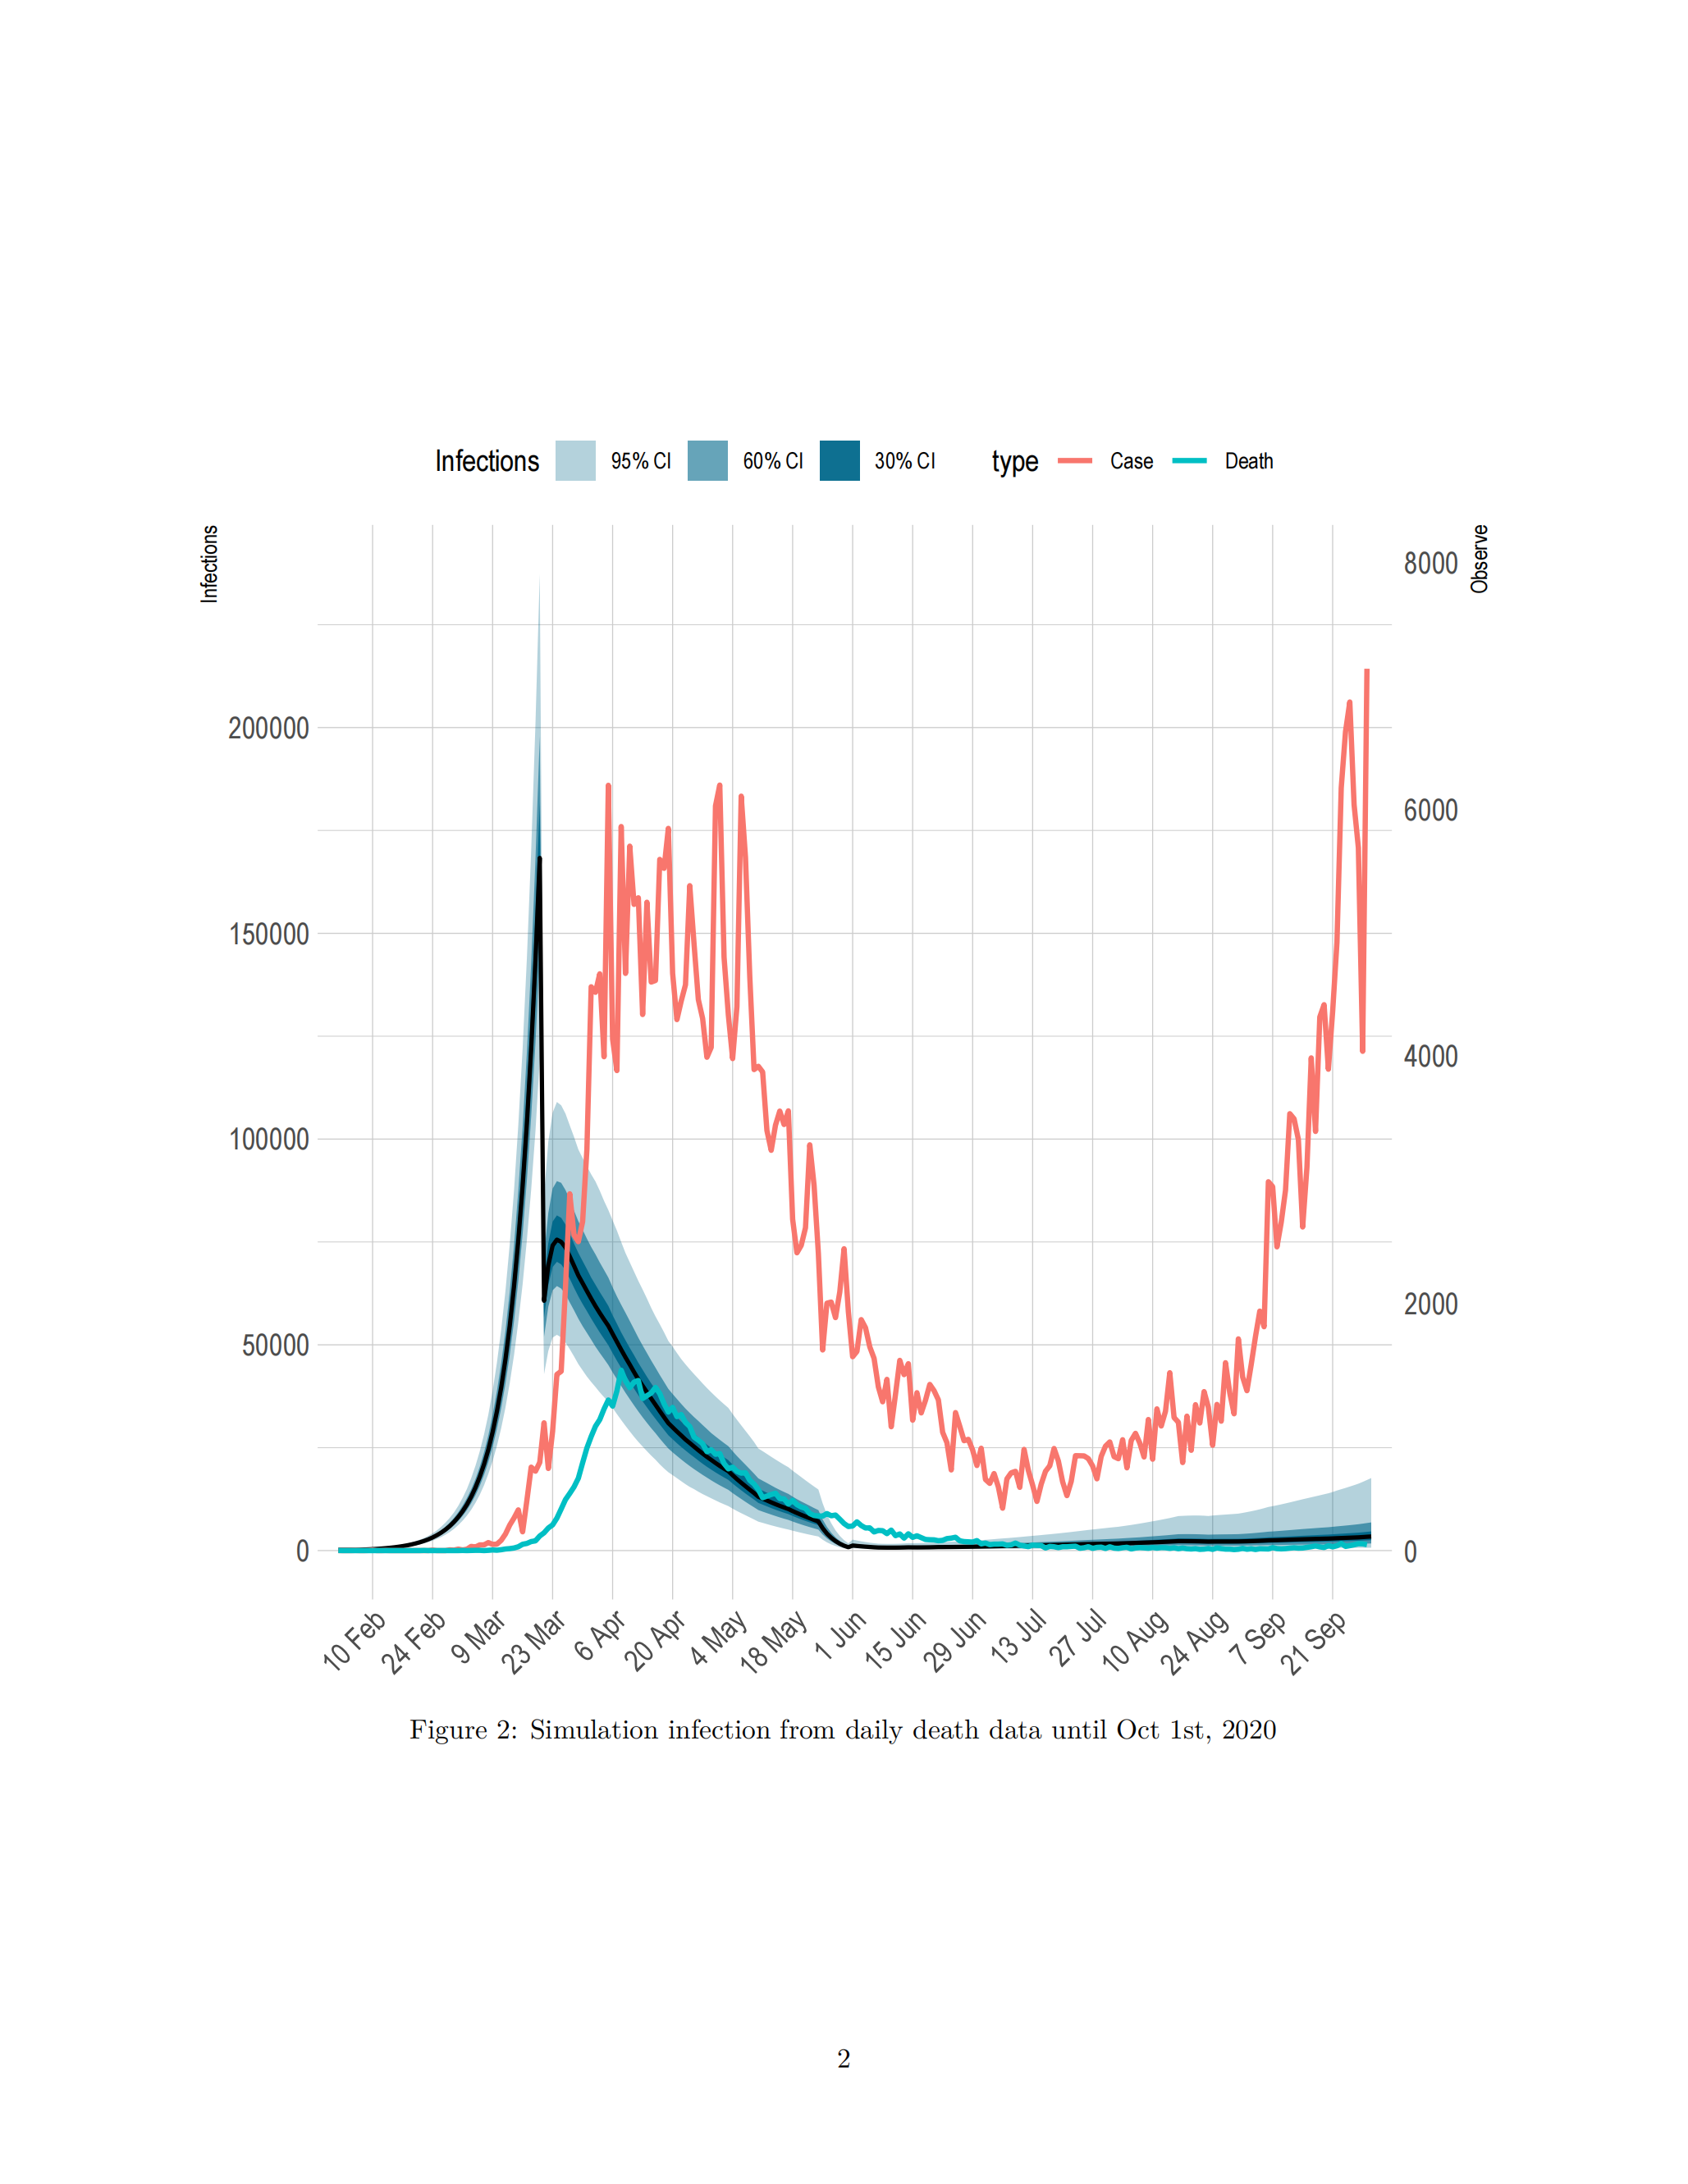 Infections 95% CI 60% CI 30% CI type Case Death
Infections
Observe
200000
150000
100000
50000
0
8000
6000
4000
2000
0
10 Feb 24 Feb 9 Mar 23 Mar 6 Apr 20 Apr 4 May 18 May 1 Jun 15 Jun 29 Jun 13 Jul 27 Jul 10 Aug 24 Aug 7 Sep 21 Sep
Figure 2: Simulation infection from daily death data until Oct 1st, 2020
2